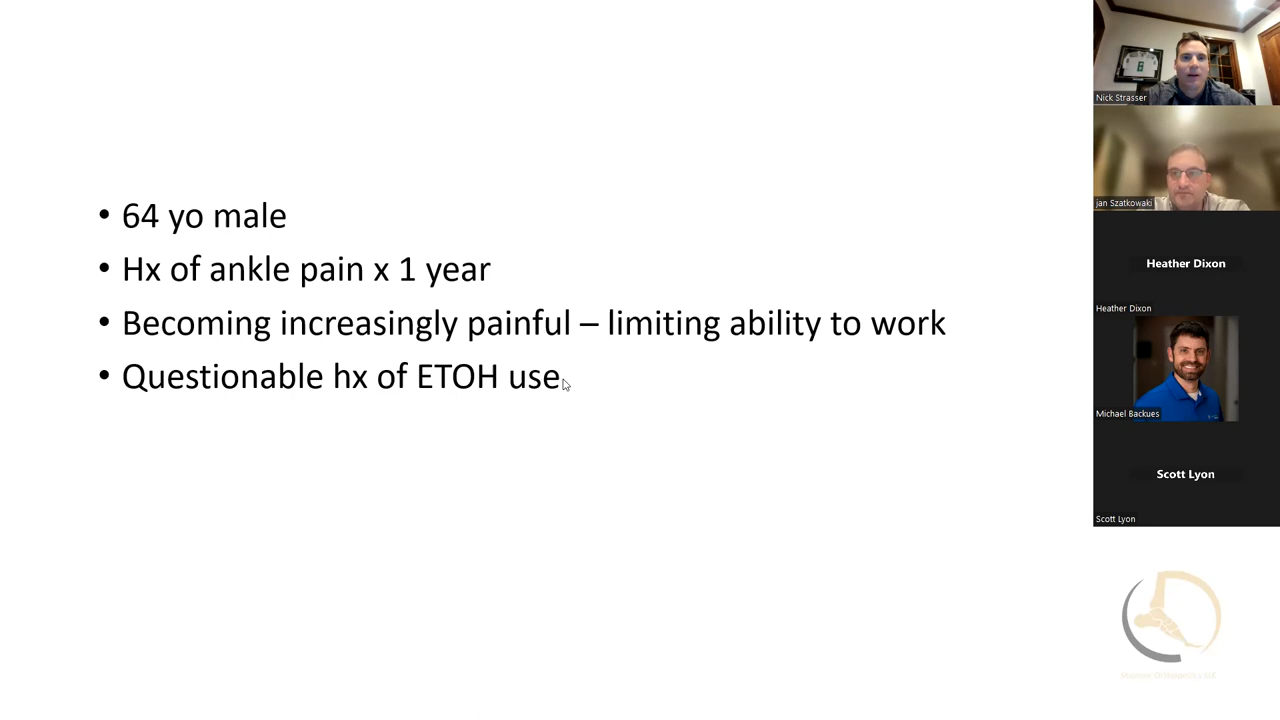 • 64 yo male
• Hx of ankle pain x 1 year
• Becoming increasingly painful – limiting ability to work
• Questionable hx of ETOH use
Nick Strasser
jan Szatkowaki
Heather Dixon
Heather Dixon
Michael Backues
Scott Lyon
Scott Lyon